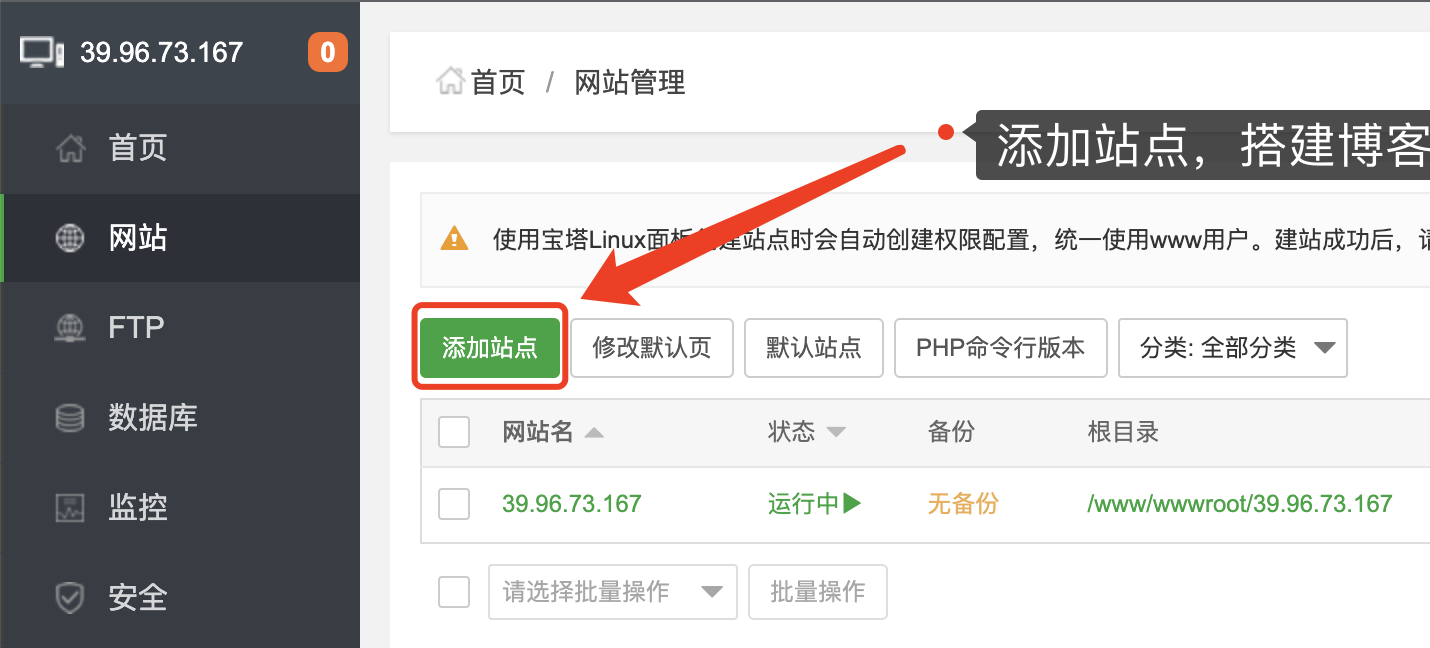 39.96.73.167
0
首页
网站
FTP
数据库
监控
安全
首页 / 网站管理
添加站点，搭建博客
使用宝塔Linux面板创建站点时会自动创建权限配置，统一使用www用户。建站成功后，请
添加站点
修改默认页
默认站点
PHP命令行版本
分类: 全部分类
网站名 状态 备份 根目录
39.96.73.167 运行中 无备份 /www/wwwroot/39.96.73.167
请选择批量操作 批量操作